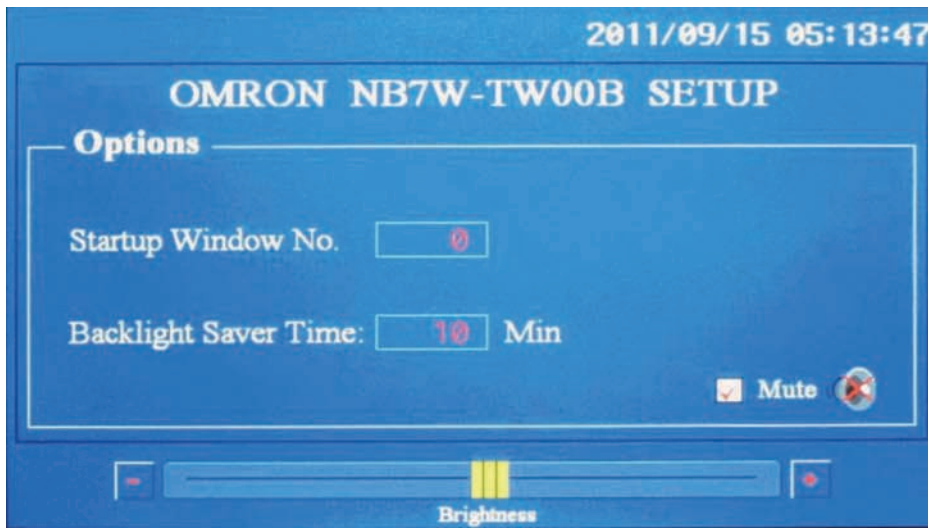 2011/09/15 05:13:47
OMRON NB7W-TW00B SETUP
Options
Startup Window No. 0
Backlight Saver Time: 10 Min
Mute
- +
Brightness